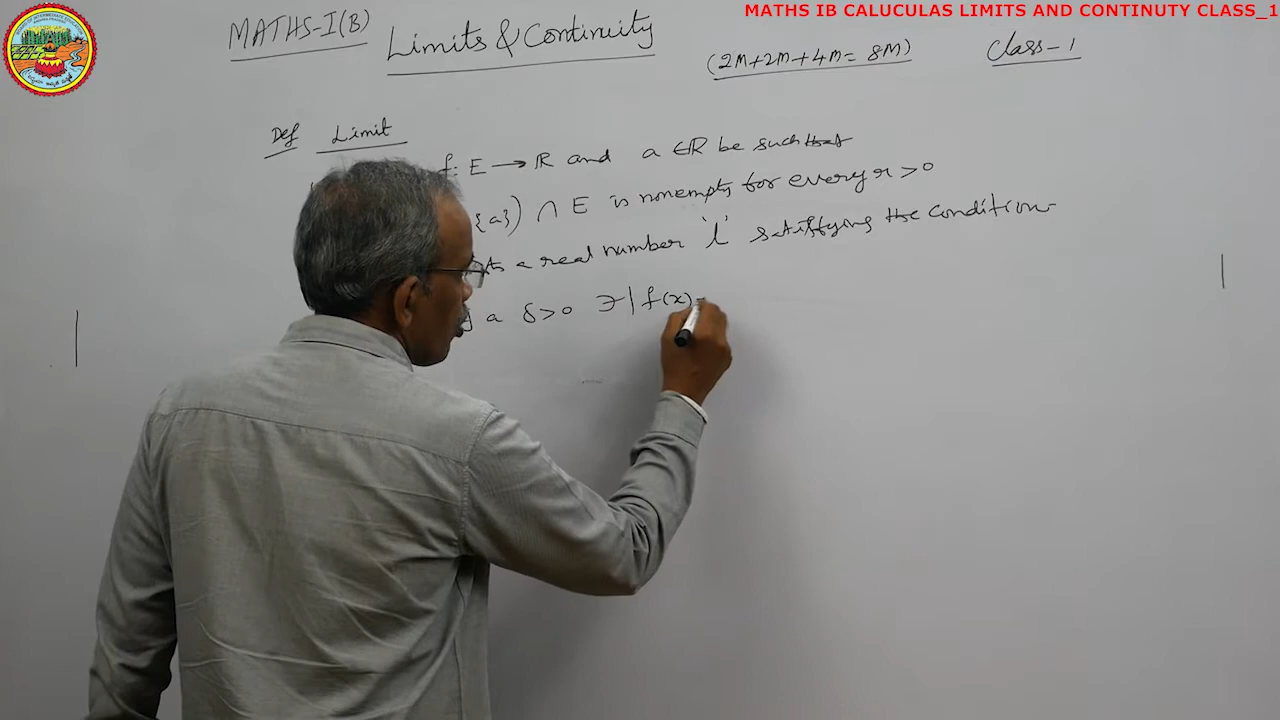 MATHS IB CALUCULAS LIMITS AND CONTINUTY CLASS_1
MATHS-I(B)
Limits & Continuity
(2M+2M+4M= 8M)
Class-1
Def Limit
f: E → R and a ∈ R be such that
{a}) ∩ E is nonempty for every r > 0
a real number 'l' satisfying the condition
a δ > 0 ∋ | f(x) -